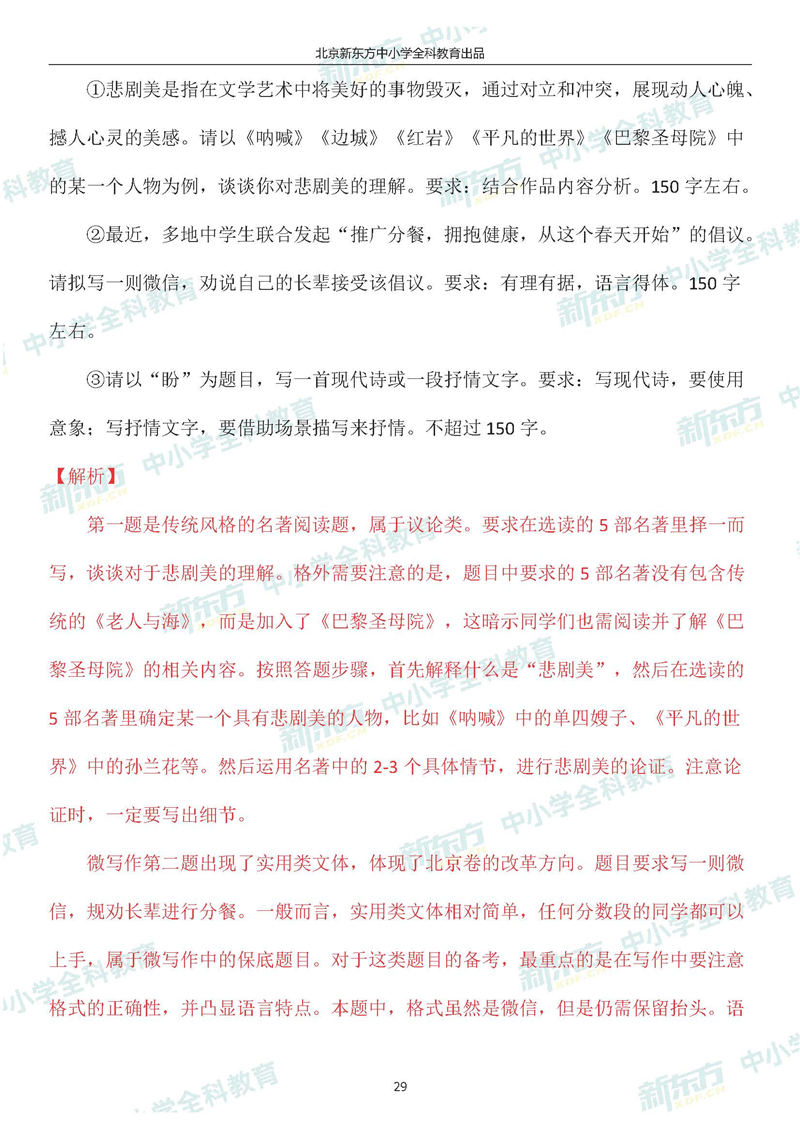 北京新东方中小学全科教育出品
①悲剧美是指在文学艺术中将美好的事物毁灭，通过对立和冲突，展现动人心魄、
撼人心灵的美感。请以《呐喊》《边城》《红岩》《平凡的世界》《巴黎圣母院》中
的某一个人物为例，谈谈你对悲剧美的理解。要求：结合作品内容分析。150 字左右。
②最近，多地中学生联合发起“推广分餐，拥抱健康，从这个春天开始”的倡议。
请拟写一则微信，劝说自己的长辈接受该倡议。要求：有理有据，语言得体。150 字
左右。
③请以“盼”为题目，写一首现代诗或一段抒情文字。要求：写现代诗，要使用
意象；写抒情文字，要借助场景描写来抒情。不超过 150 字。
【解析】
第一题是传统风格的名著阅读题，属于议论类。要求在选读的 5 部名著里择一而
写，谈谈对于悲剧美的理解。格外需要注意的是，题目中要求的 5 部名著没有包含传
统的《老人与海》，而是加入了《巴黎圣母院》，这暗示同学们也需阅读并了解《巴
黎圣母院》的相关内容。按照答题步骤，首先解释什么是“悲剧美”，然后在选读的
5 部名著里确定某一个具有悲剧美的人物，比如《呐喊》中的单四嫂子、《平凡的世
界》中的孙兰花等。然后运用名著中的 2-3 个具体情节，进行悲剧美的论证。注意论
证时，一定要写出细节。
微写作第二题出现了实用类文体，体现了北京卷的改革方向。题目要求写一则微
信，规劝长辈进行分餐。一般而言，实用类文体相对简单，任何分数段的同学都可以
上手，属于微写作中的保底题目。对于这类题目的备考，最重点的是在写作中要注意
格式的正确性，并凸显语言特点。本题中，格式虽然是微信，但是仍需保留抬头。语
29